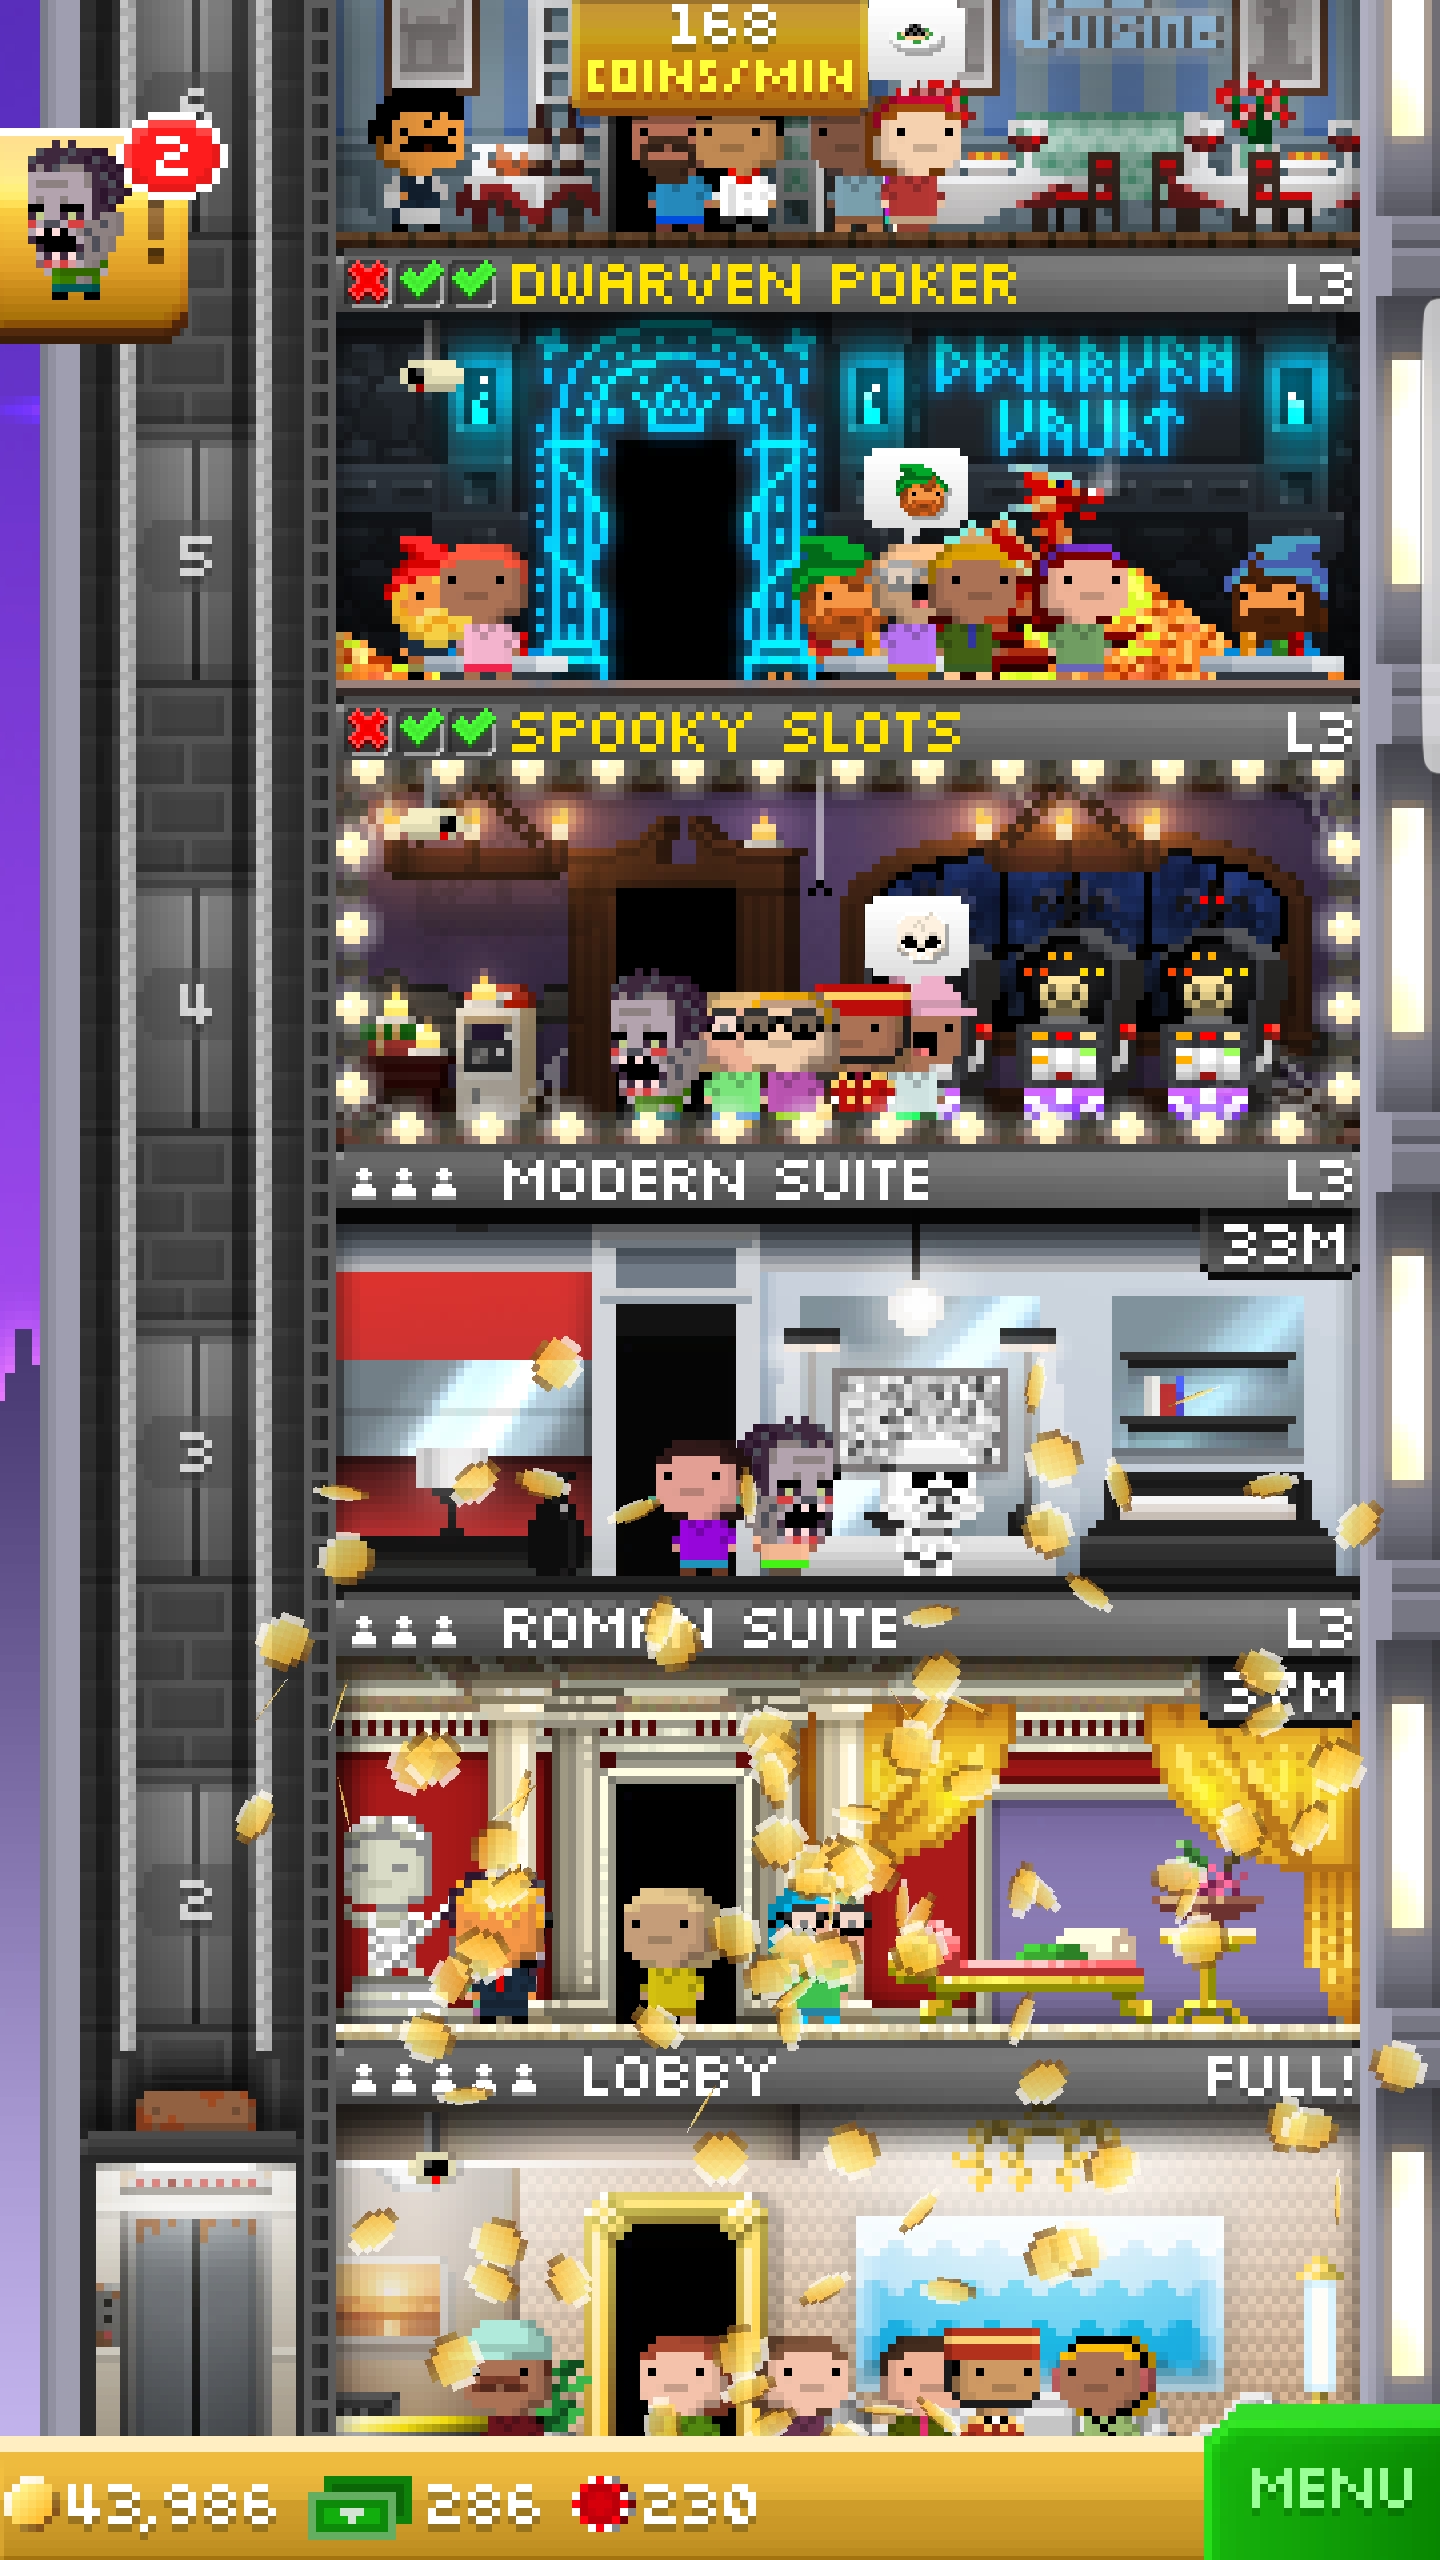 168
COINS/MIN
Cuisine
2
!
DWARVEN POKER L3
DWARVEN
VAULT
5
SPOOKY SLOTS L3
4
MODERN SUITE L3
33M
3
ROMAN SUITE L3
2
LOBBY FULL!
43,986 286 230
MENU